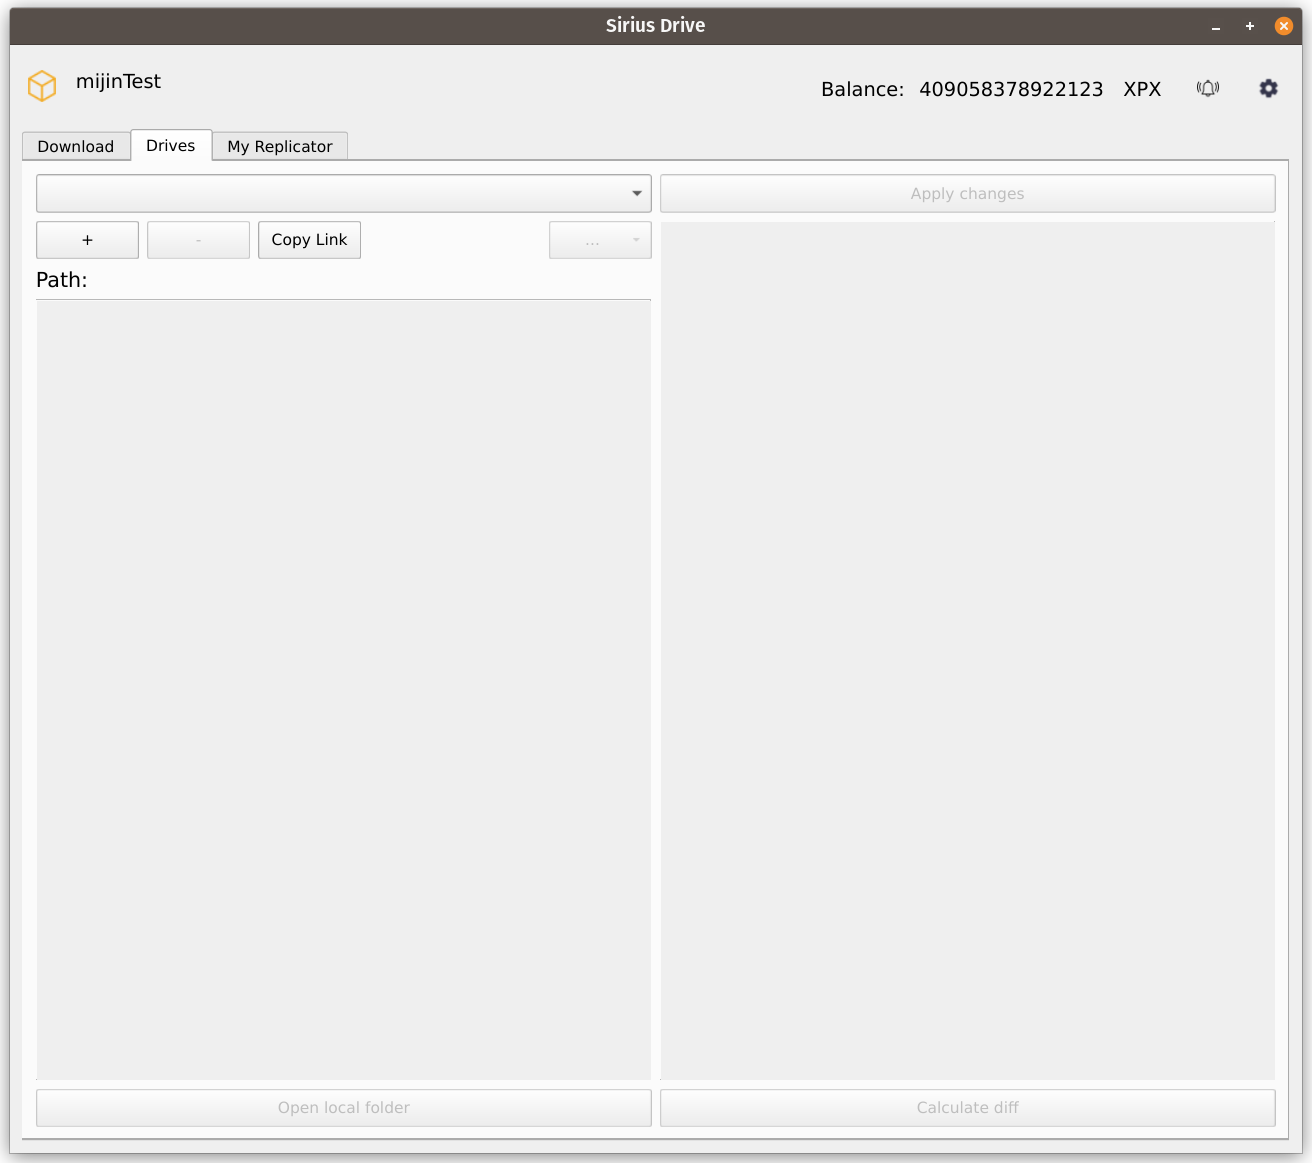 Sirius Drive
mijinTest
Balance: 409058378922123 XPX
Download Drives My Replicator
Apply changes
+ - Copy Link ...
Path:
Open local folder Calculate diff